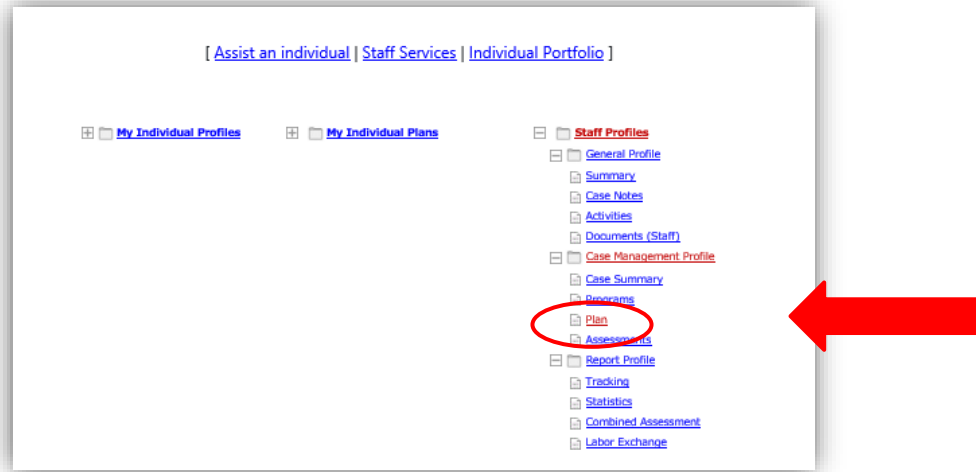 [ Assist an individual | Staff Services | Individual Portfolio ]
My Individual Profiles
My Individual Plans
Staff Profiles
General Profile
Summary
Case Notes
Activities
Documents (Staff)
Case Management Profile
Case Summary
Programs
Plan
Assessments
Report Profile
Tracking
Statistics
Combined Assessment
Labor Exchange